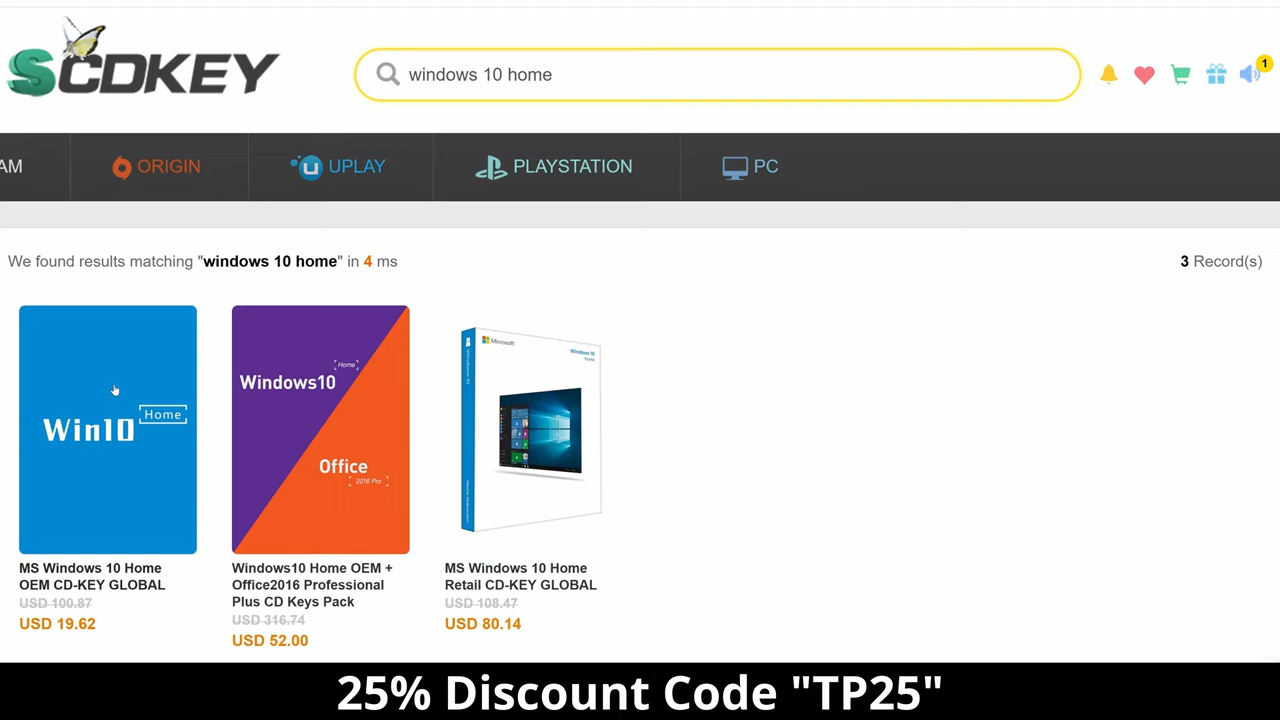 SCDKEY
windows 10 home
1
AM
ORIGIN
UPLAY
PLAYSTATION
PC
We found results matching "windows 10 home" in 4 ms
3 Record(s)
Win10 Home
Home
Windows10
Office
2016 Pro
Microsoft
Windows 10
Home
MS Windows 10 Home
OEM CD-KEY GLOBAL
USD 100.87
USD 19.62
Windows10 Home OEM +
Office2016 Professional
Plus CD Keys Pack
USD 316.74
USD 52.00
MS Windows 10 Home
Retail CD-KEY GLOBAL
USD 108.47
USD 80.14
25% Discount Code "TP25"